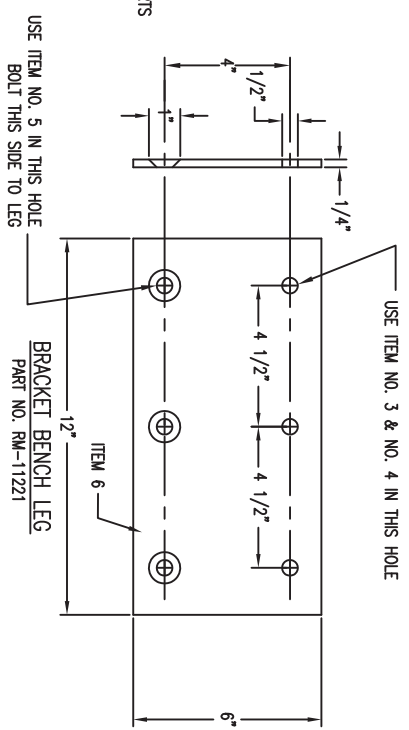 TS
4"
1/2"
1"
1/4"
USE ITEM NO. 3 & NO. 4 IN THIS HOLE
USE ITEM NO. 5 IN THIS HOLE
BOLT THIS SIDE TO LEG
4 1/2"
4 1/2"
ITEM 6
12"
6"
BRACKET BENCH LEG
PART NO. RM-11221